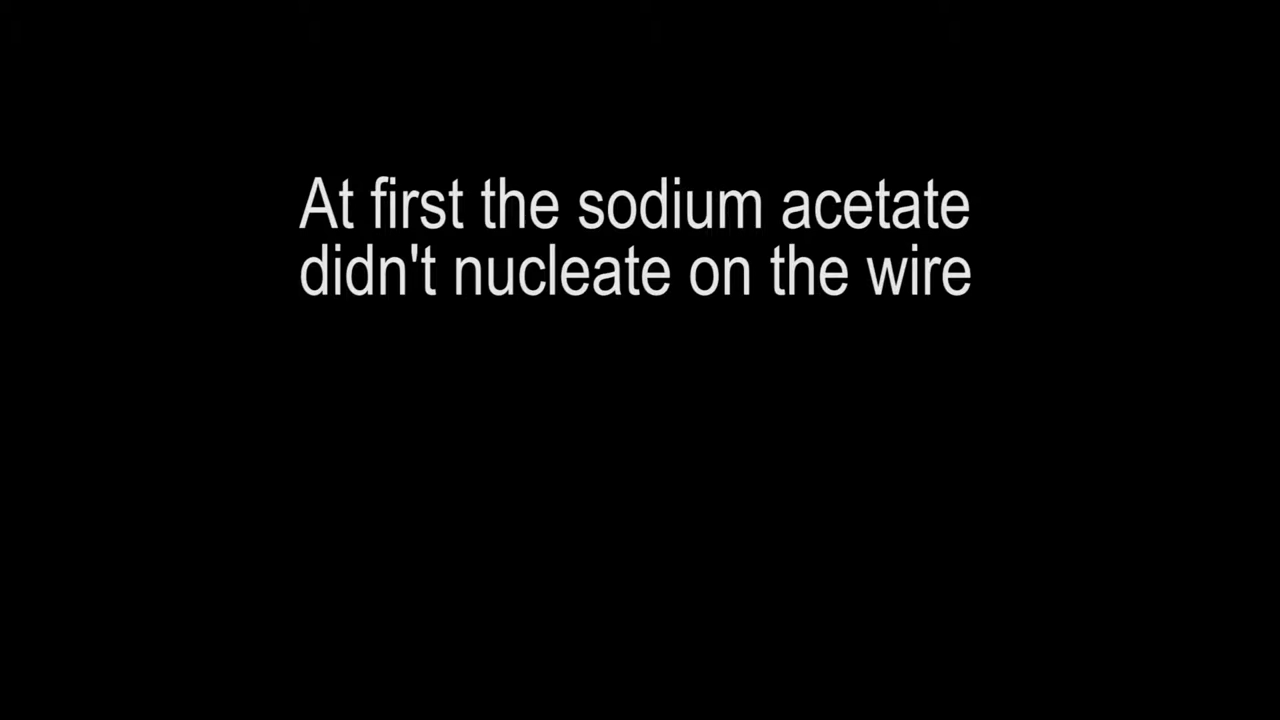 At first the sodium acetate
didn't nucleate on the wire